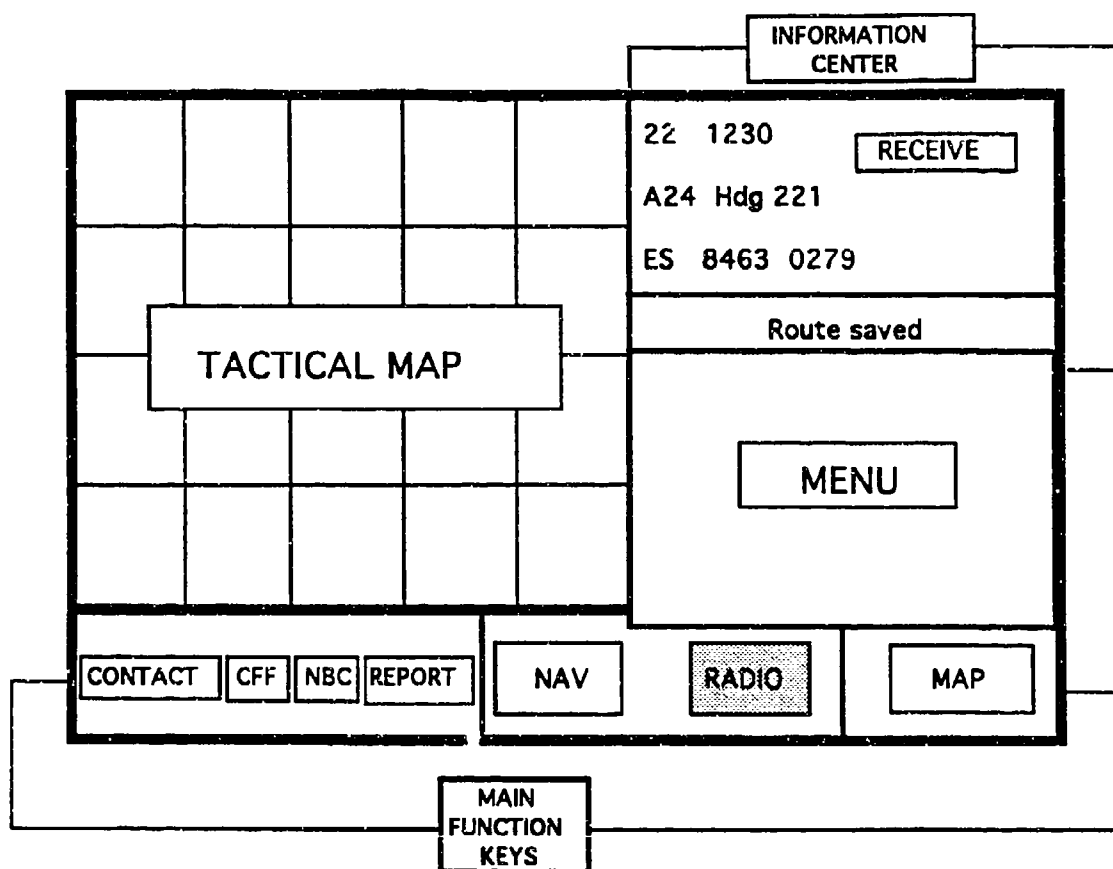 INFORMATION
CENTER
22 1230
RECEIVE
A24 Hdg 221
ES 8463 0279
Route saved
TACTICAL MAP
MENU
CONTACT CFF NBC REPORT NAV RADIO MAP
MAIN
FUNCTION
KEYS